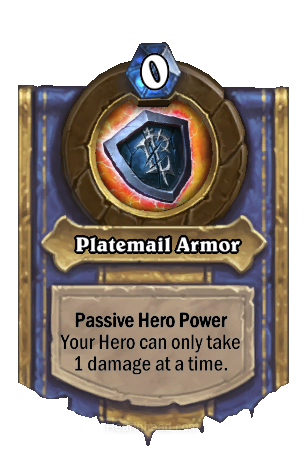 0
Platemail Armor
Passive Hero Power
Your Hero can only take
1 damage at a time.